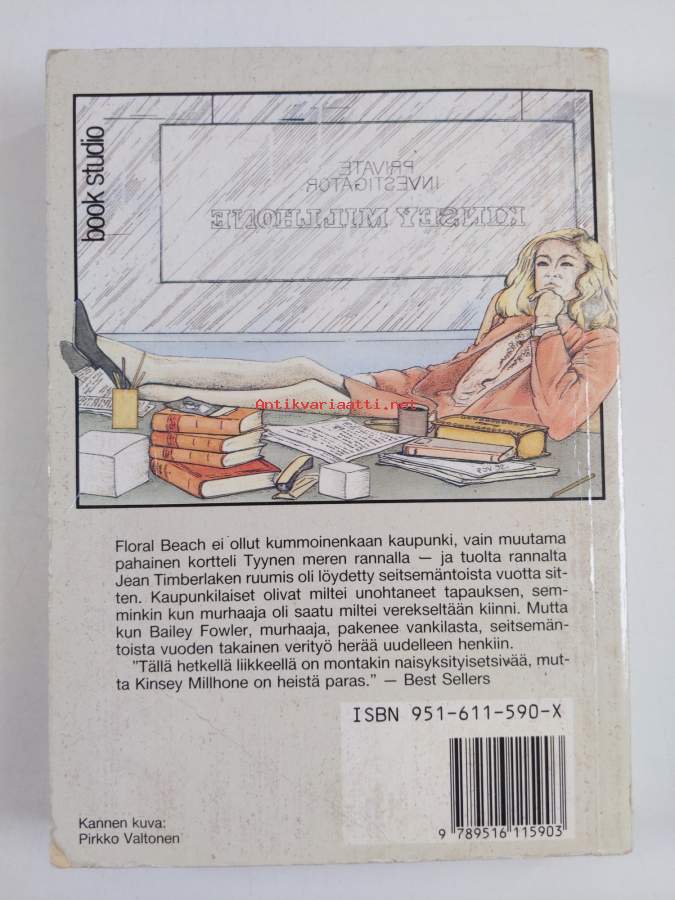 book studio
PRIVATE
INVESTIGATOR
KINSEY MILLHONE
Antikvariaatti.net
Floral Beach ei ollut kummoinenkaan kaupunki, vain muutama
pahainen kortteli Tyynen meren rannalla — ja tuolta rannalta
Jean Timberlaken ruumis oli löydetty seitsemäntoista vuotta sit-
ten. Kaupunkilaiset olivat miltei unohtaneet tapauksen, sem-
minkin kun murhaaja oli saatu miltei verekseltään kiinni. Mutta
kun Bailey Fowler, murhaaja, pakenee vankilasta, seitsemän-
toista vuoden takainen verityö herää uudelleen henkiin.
"Tällä hetkellä liikkeellä on montakin naisyksityisetsivää, mut-
ta Kinsey Millhone on heistä paras." — Best Sellers
ISBN 951-611-590-X
9 789516 115903
Kannen kuva:
Pirkko Valtonen